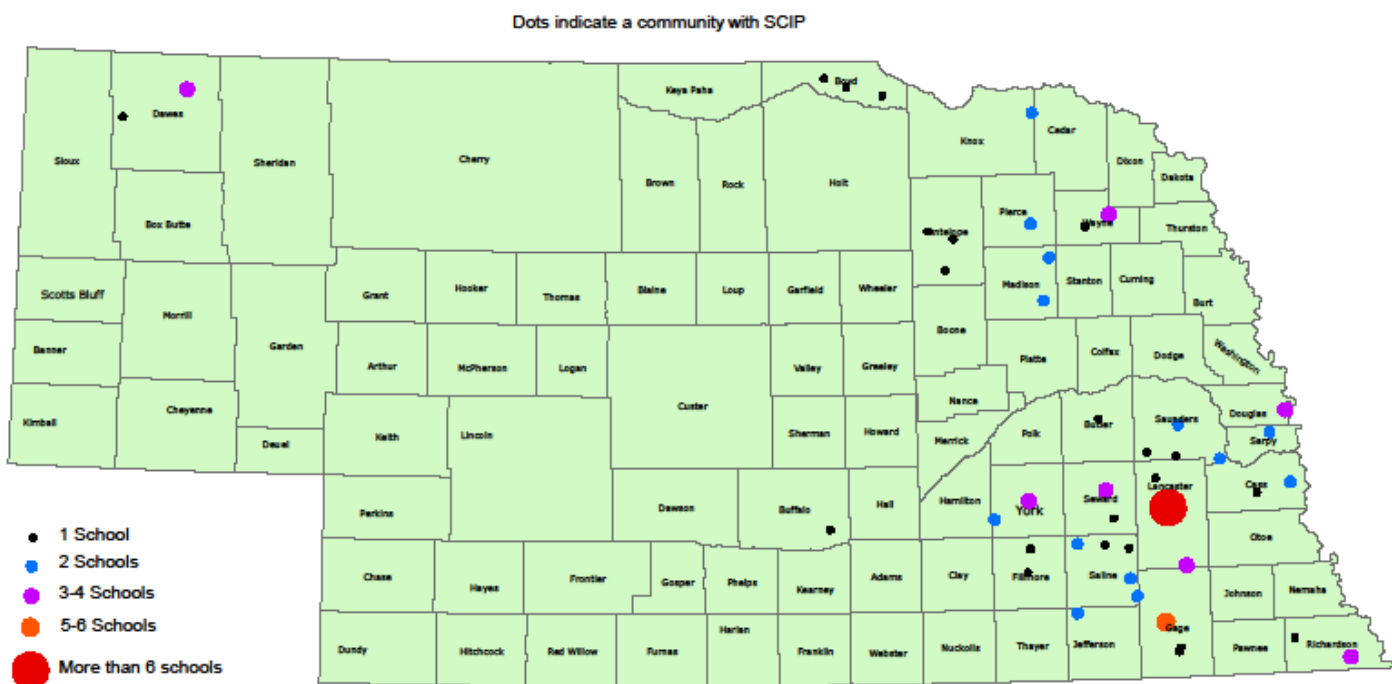 Dots indicate a community with SCIP
Sioux
Dawes
Sheridan
Cherry
Keya Paha
Boyd
Brown
Rock
Holt
Knox
Cedar
Dixon
Dakota
Box Butte
Antelope
Pierce
Wayne
Thurston
Scotts Bluff
Morrill
Garden
Grant
Hooker
Thomas
Blaine
Loup
Garfield
Wheeler
Madison
Stanton
Cuming
Burt
Boone
Banner
Arthur
McPherson
Logan
Custer
Valley
Greeley
Platte
Colfax
Dodge
Washington
Nance
Kimball
Cheyenne
Deuel
Keith
Lincoln
Sherman
Howard
Merrick
Polk
Butler
Saunders
Douglas
Sarpy
Perkins
Dawson
Buffalo
Hall
Hamilton
York
Seward
Lancaster
Cass
Otoe
Chase
Hayes
Frontier
Gosper
Phelps
Kearney
Adams
Clay
Fillmore
Saline
Johnson
Nemaha
Dundy
Hitchcock
Red Willow
Furnas
Harlan
Franklin
Webster
Nuckolls
Thayer
Jefferson
Gage
Pawnee
Richardson
1 School
2 Schools
3-4 Schools
5-6 Schools
More than 6 schools